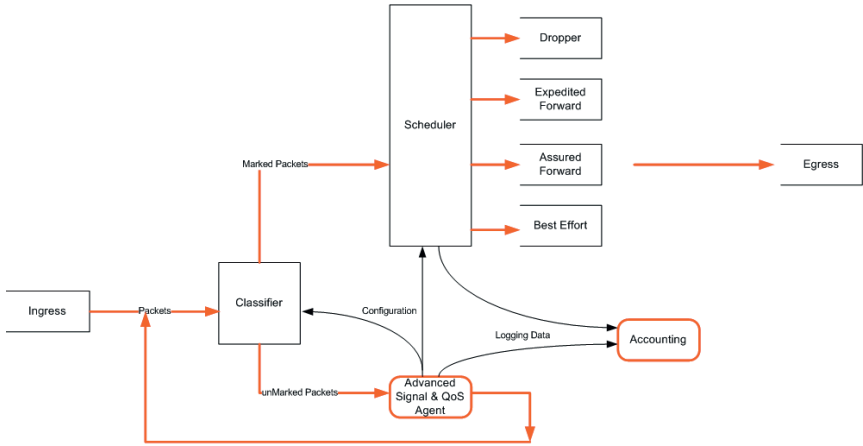 Dropper
Expedited
Forward
Scheduler
Marked Packets
Assured
Forward
Egress
Best Effort
Ingress
Packets
Classifier
Configuration
Logging Data
Accounting
unMarked Packets
Advanced
Signal & QoS
Agent